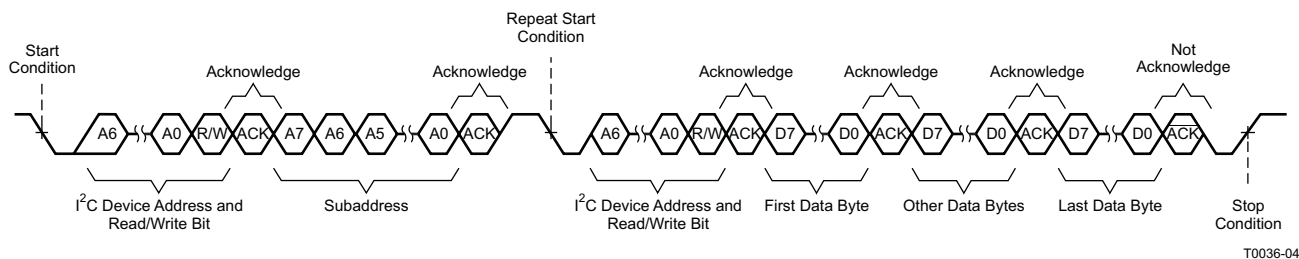 Repeat Start
Condition
Start
Condition
Acknowledge
Acknowledge
Acknowledge
Acknowledge
Acknowledge
Not
Acknowledge
A6
A0
R/W
ACK
A7
A6
A5
A0
ACK
A6
A0
R/W
ACK
D7
D0
ACK
D7
D0
ACK
D7
D0
ACK
I²C Device Address and
Read/Write Bit
Subaddress
I²C Device Address and
Read/Write Bit
First Data Byte
Other Data Bytes
Last Data Byte
Stop
Condition
T0036-04